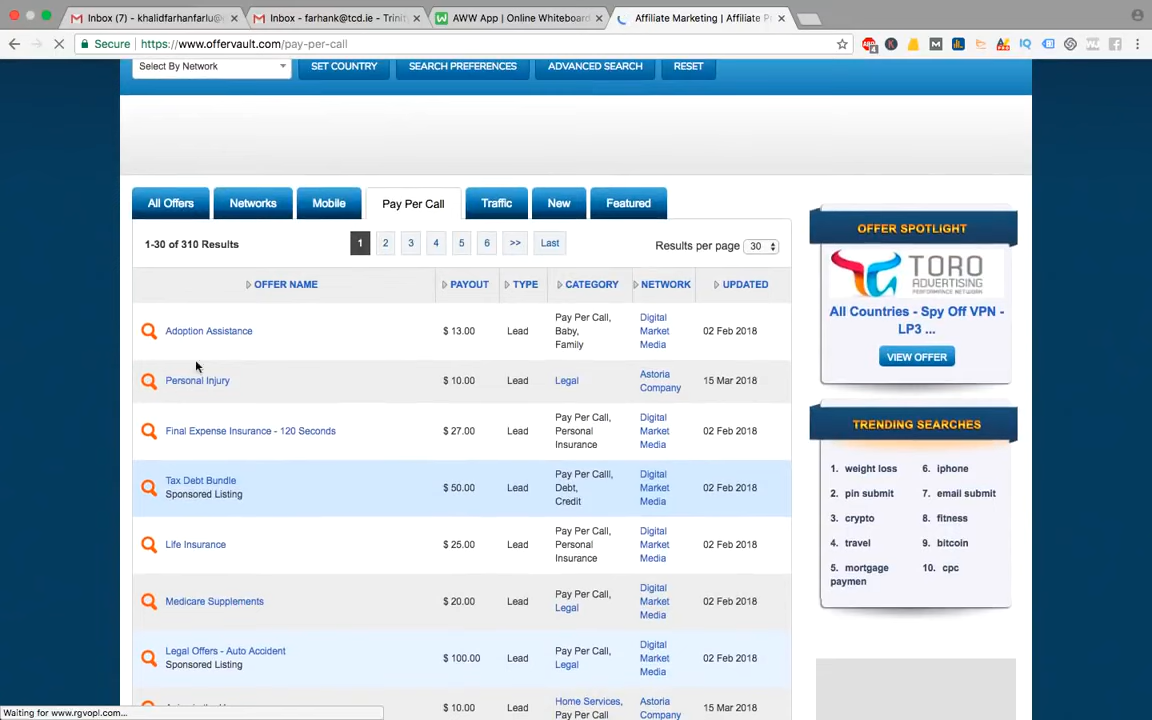 Inbox (7) - khalidfarhanfarlu@
Inbox - farhank@tcd.ie - Trinit
AWW App | Online Whiteboard
Affiliate Marketing | Affiliate P
Secure
https://www.offervault.com/pay-per-call
Select By Network
SET COUNTRY
SEARCH PREFERENCES
ADVANCED SEARCH
RESET
All Offers
Networks
Mobile
Pay Per Call
Traffic
New
Featured
1-30 of 310 Results
1 2 3 4 5 6 >> Last
Results per page 30
OFFER NAME PAYOUT TYPE CATEGORY NETWORK UPDATED
Adoption Assistance
$ 13.00
Lead
Pay Per Call,
Baby,
Family
Digital
Market
Media
02 Feb 2018
Personal Injury
$ 10.00
Lead
Legal
Astoria
Company
15 Mar 2018
Final Expense Insurance - 120 Seconds
$ 27.00
Lead
Pay Per Call,
Personal
Insurance
Digital
Market
Media
02 Feb 2018
Tax Debt Bundle
Sponsored Listing
$ 50.00
Lead
Pay Per Calll,
Debt,
Credit
Digital
Market
Media
02 Feb 2018
Life Insurance
$ 25.00
Lead
Pay Per Call,
Personal
Insurance
Digital
Market
Media
02 Feb 2018
Medicare Supplements
$ 20.00
Lead
Pay Per Call,
Legal
Digital
Market
Media
02 Feb 2018
Legal Offers - Auto Accident
Sponsored Listing
$ 100.00
Lead
Pay Per Call,
Legal
Digital
Market
Media
02 Feb 2018
$ 10.00
Lead
Home Services,
Pay Per Call
Astoria
Company
15 Mar 2018
OFFER SPOTLIGHT
TORO
ADVERTISING
PERFORMANCE NETWORK
All Countries - Spy Off VPN -
LP3 ...
VIEW OFFER
TRENDING SEARCHES
1. weight loss
2. pin submit
3. crypto
4. travel
5. mortgage
paymen
6. iphone
7. email submit
8. fitness
9. bitcoin
10. cpc
Waiting for www.rgvopl.com...